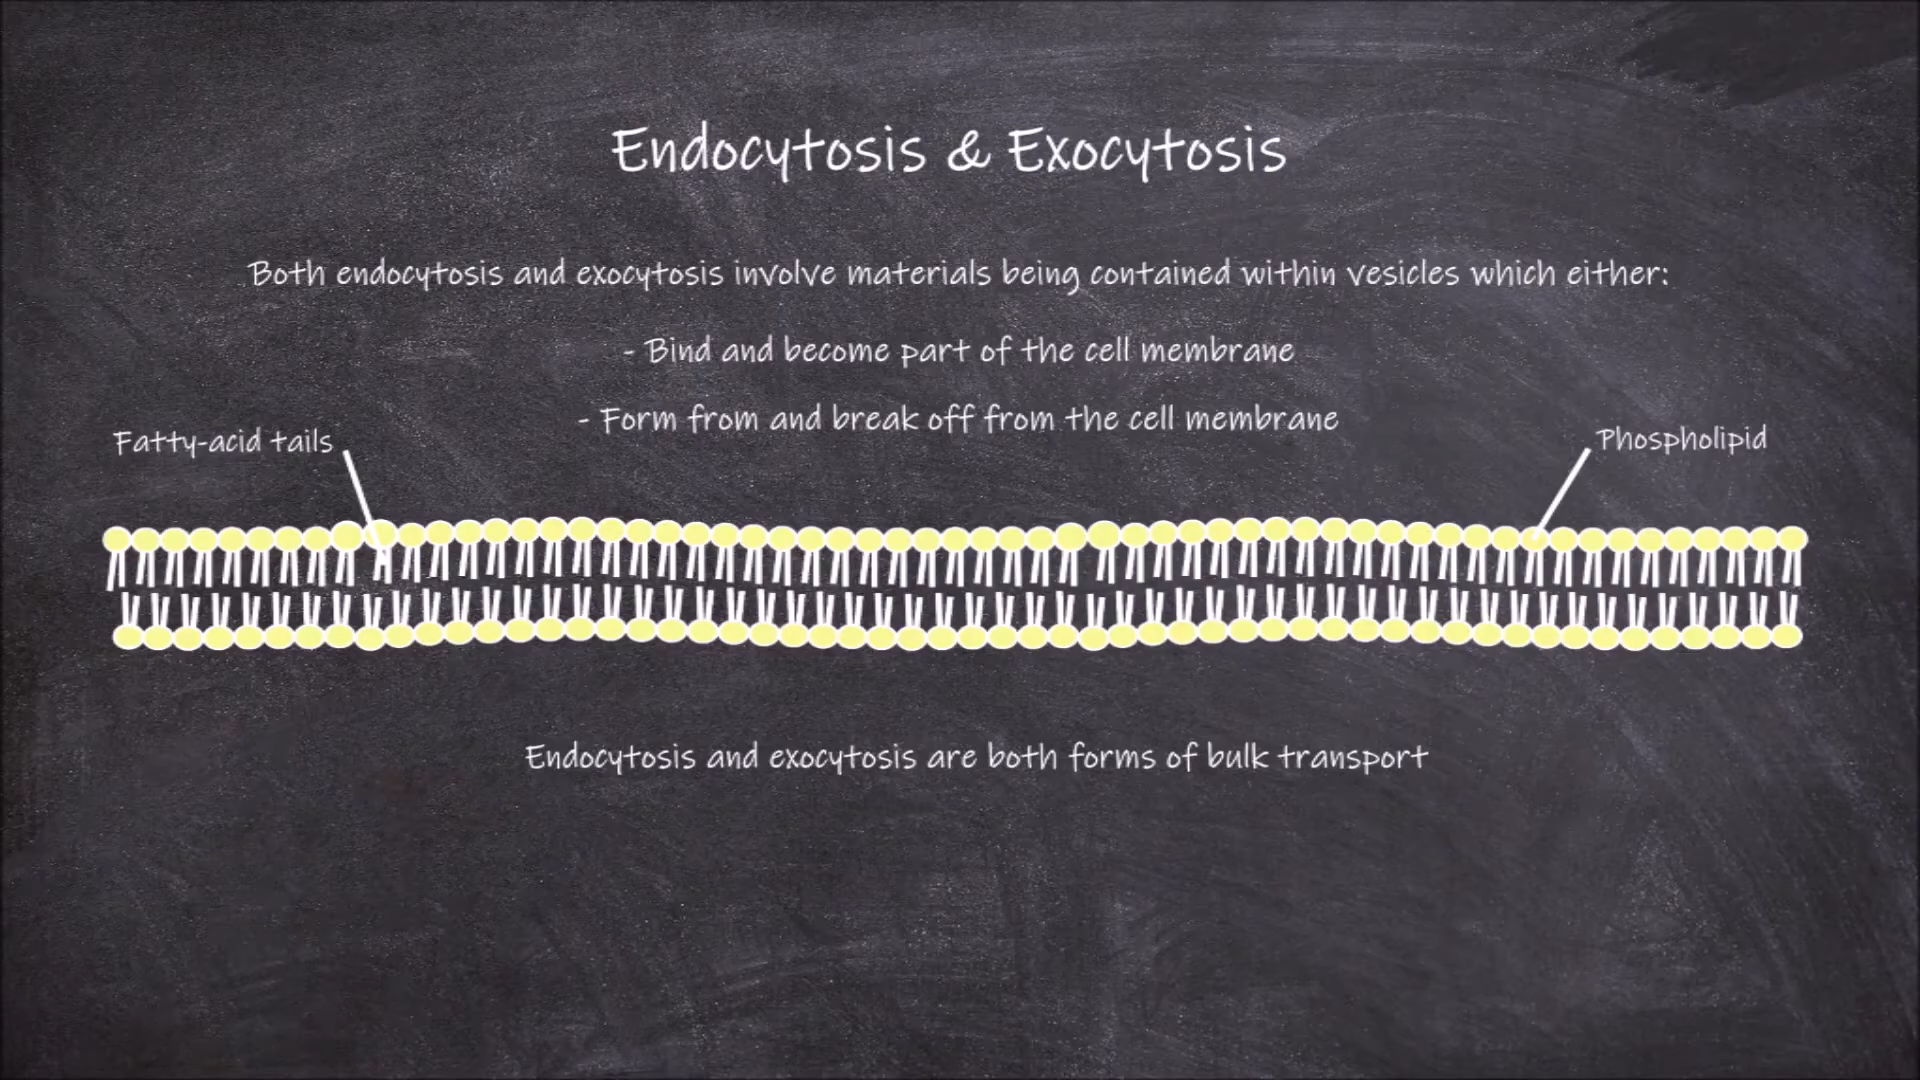 Endocytosis & Exocytosis
Both endocytosis and exocytosis involve materials being contained within vesicles which either:
- Bind and become part of the cell membrane
- Form from and break off from the cell membrane
Fatty-acid tails
Phospholipid
Endocytosis and exocytosis are both forms of bulk transport